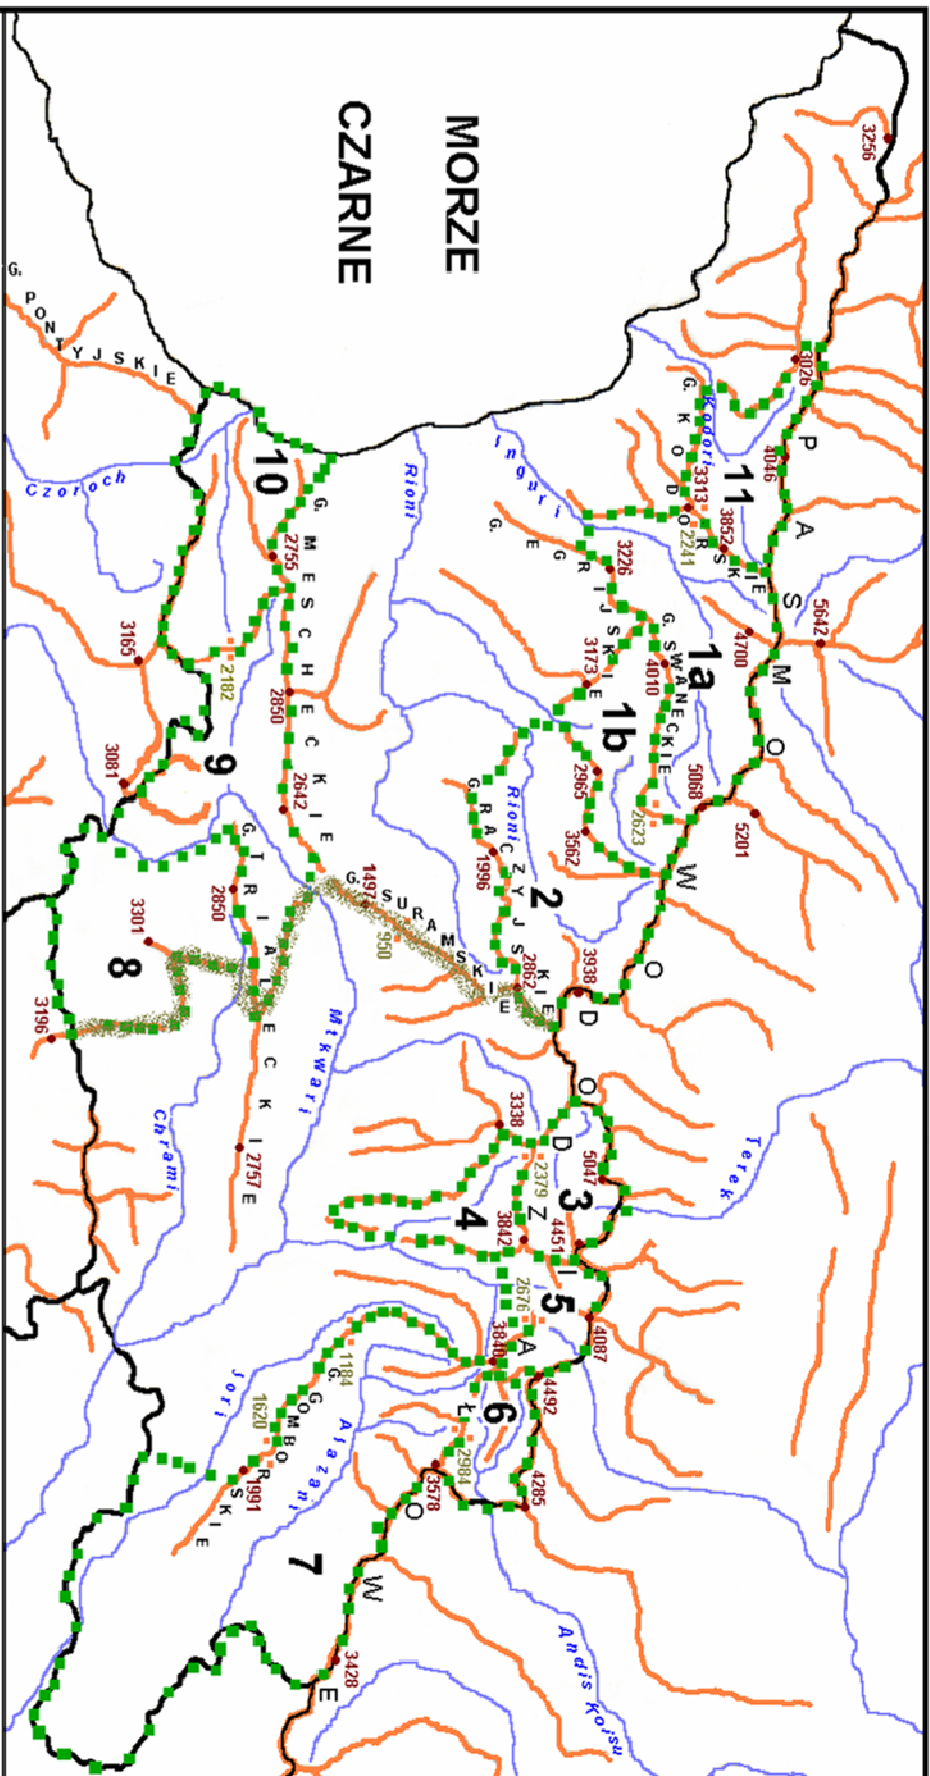 MORZE
CZARNE
PASMO WODODZIAŁOWE
G. PONTYJSKIE
G. KODORSKIE
G. EGRIJSKIE
G. SWANECKIE
G. RACZYJSKIE
G. SURAMSKIE
G. MESCHECKIE
G. TRIALECKIE
G. GOMBORSKIE
Kodori
Inguri
Rioni
Rioni
Czoroch
Mtkwari
Chrami
Terek
Jori
Alazani
Andis Koisu
1a
1b
2
3
4
5
6
7
8
9
10
11
3256
3026
4046
3313
2241
3852
5642
4700
3226
4010
3173
5068
5201
2623
2965
3562
1996
2862
3938
1497
950
2755
2182
2850
2642
3165
3081
2850
3301
3196
2757
3338
2379
5047
4451
3842
2676
3840
4087
4492
4285
2984
3578
3428
1184
1620
1991